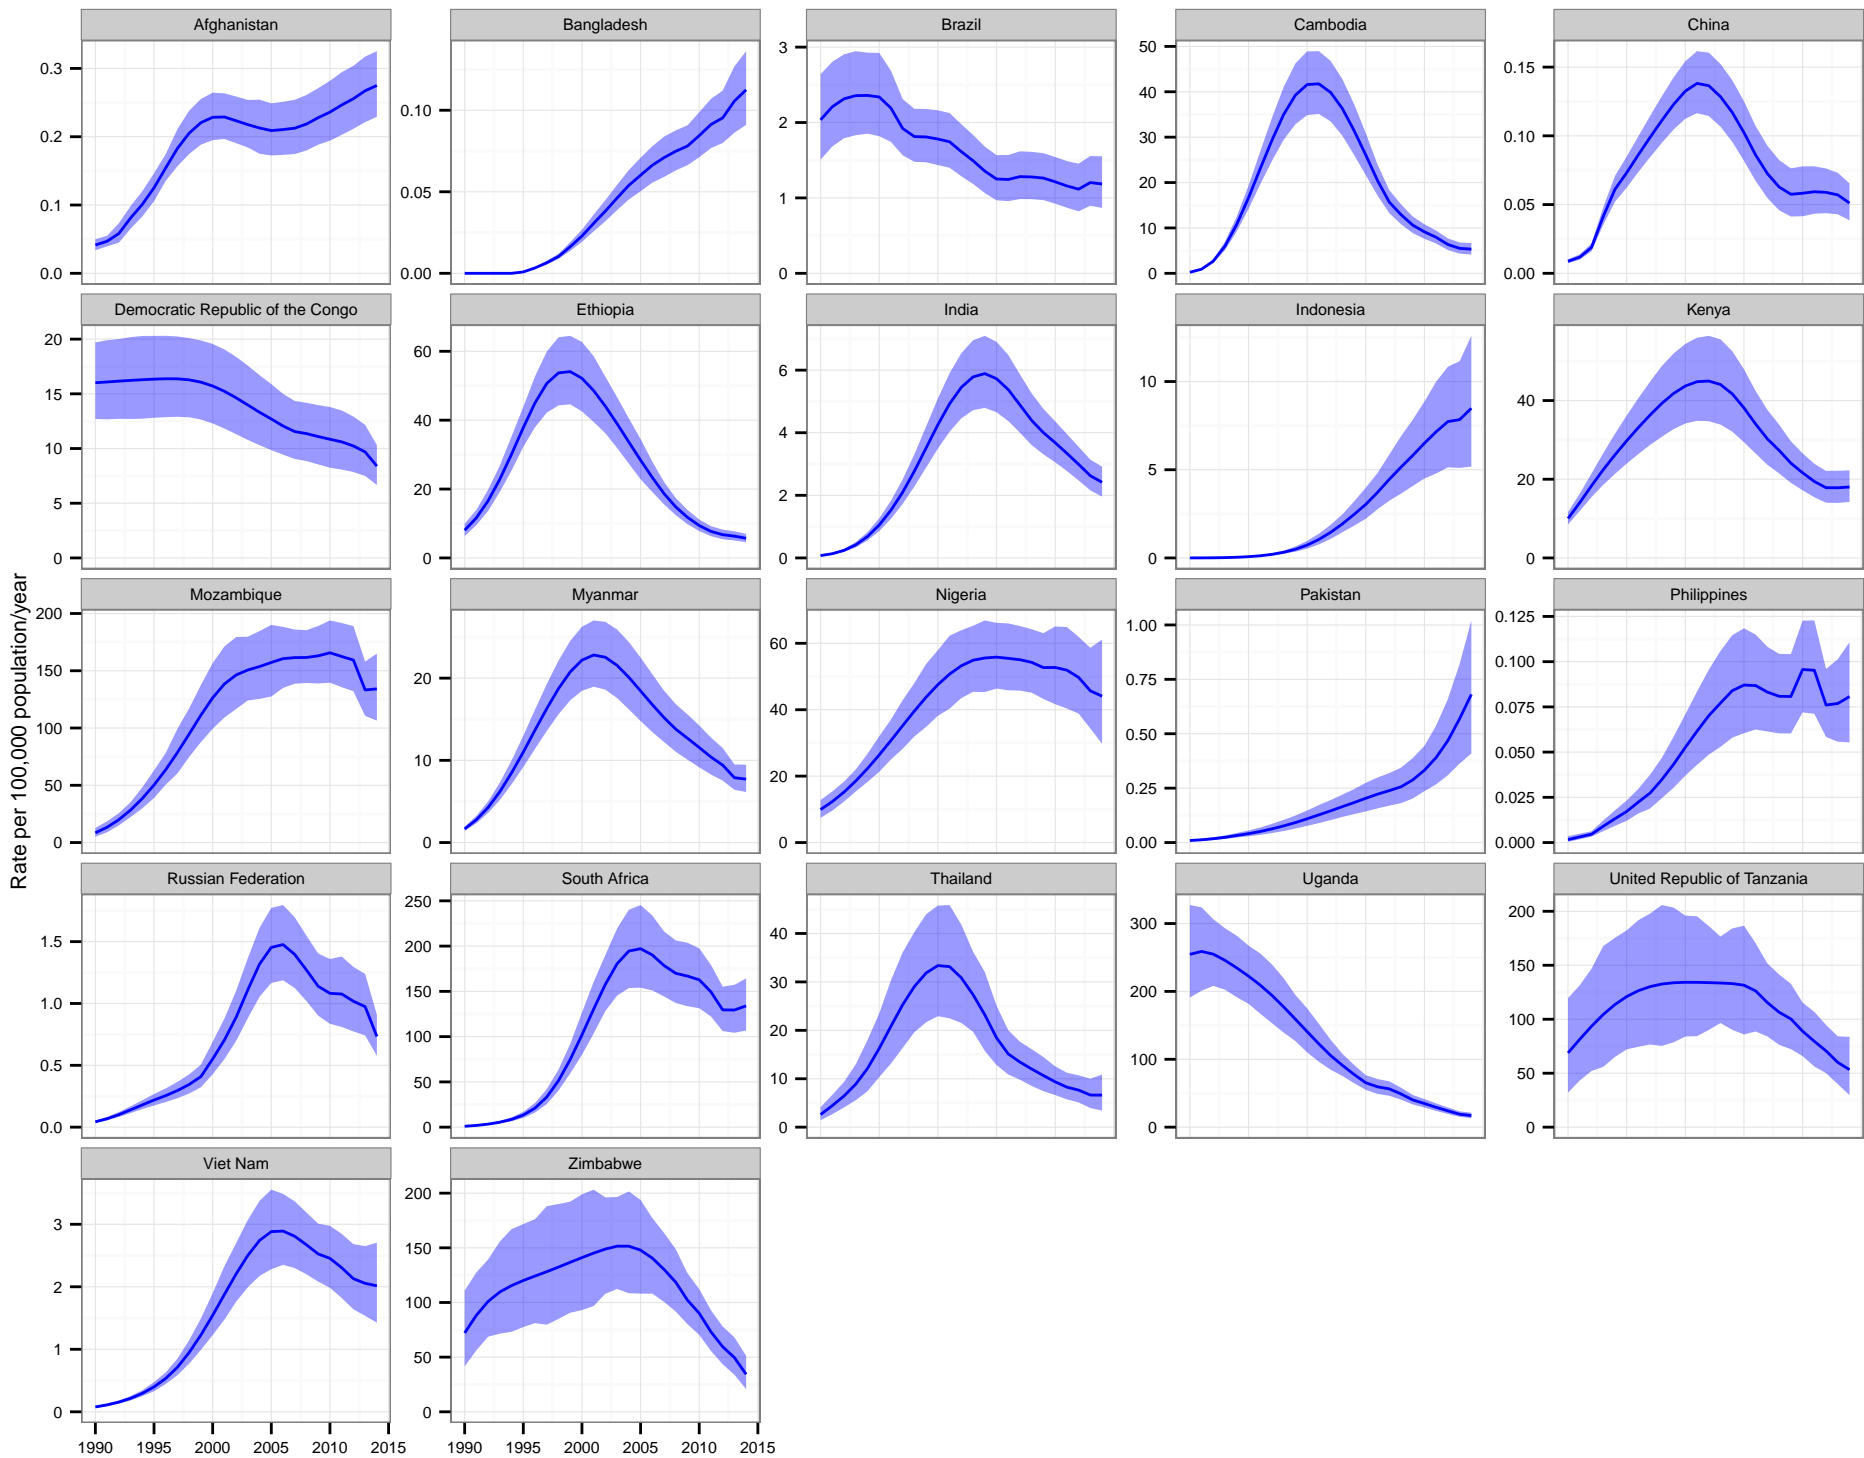 Afghanistan Bangladesh Brazil Cambodia China
0.3 0.2 0.1 0.0
0.10 0.05 0.00
3 2 1 0
50 40 30 20 10 0
0.15 0.10 0.05 0.00
Democratic Republic of the Congo Ethiopia India Indonesia Kenya
20 15 10 5 0
60 40 20 0
6 4 2 0
10 5 0
40 20 0
Rate per 100,000 population/year
Mozambique Myanmar Nigeria Pakistan Philippines
200 150 100 50 0
20 10 0
60 40 20 0
1.00 0.75 0.50 0.25 0.00
0.125 0.100 0.075 0.050 0.025 0.000
Russian Federation South Africa Thailand Uganda United Republic of Tanzania
1.5 1.0 0.5 0.0
250 200 150 100 50 0
40 30 20 10 0
300 200 100 0
200 150 100 50 0
Viet Nam Zimbabwe
3 2 1 0
200 150 100 50 0
1990 1995 2000 2005 2010 2015 1990 1995 2000 2005 2010 2015